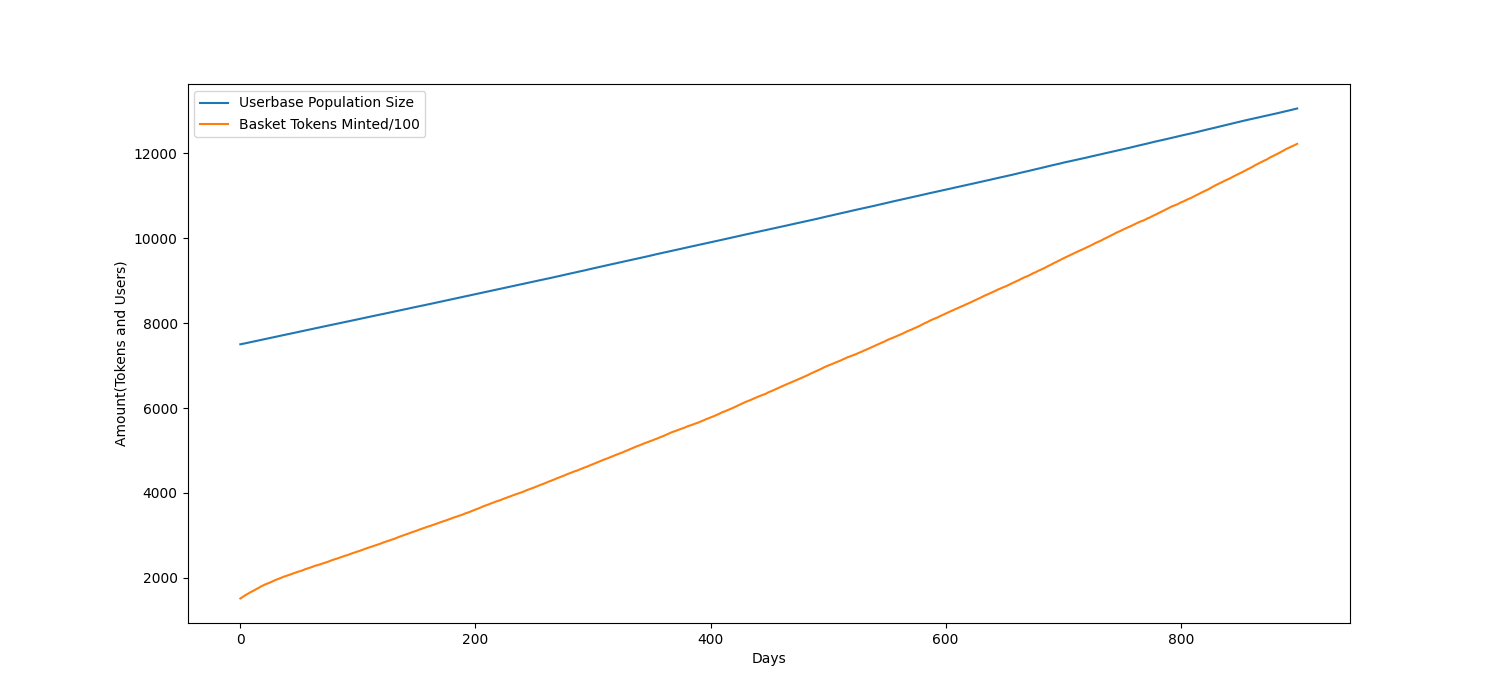 Userbase Population Size
Basket Tokens Minted/100
12000
10000
8000
6000
4000
2000
Amount(Tokens and Users)
0 200 400 600 800
Days